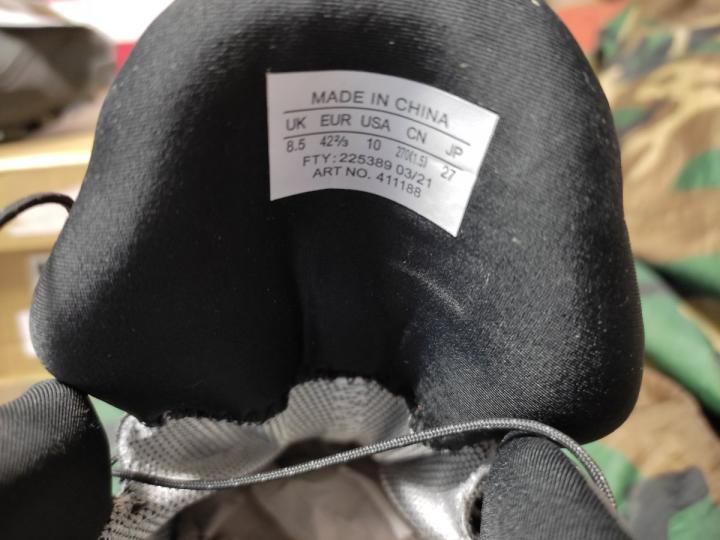 MADE IN CHINA
UK EUR USA CN JP
8.5 42⅔ 10 270(1.5) 27
FTY: 225389 03/21
ART NO. 411188